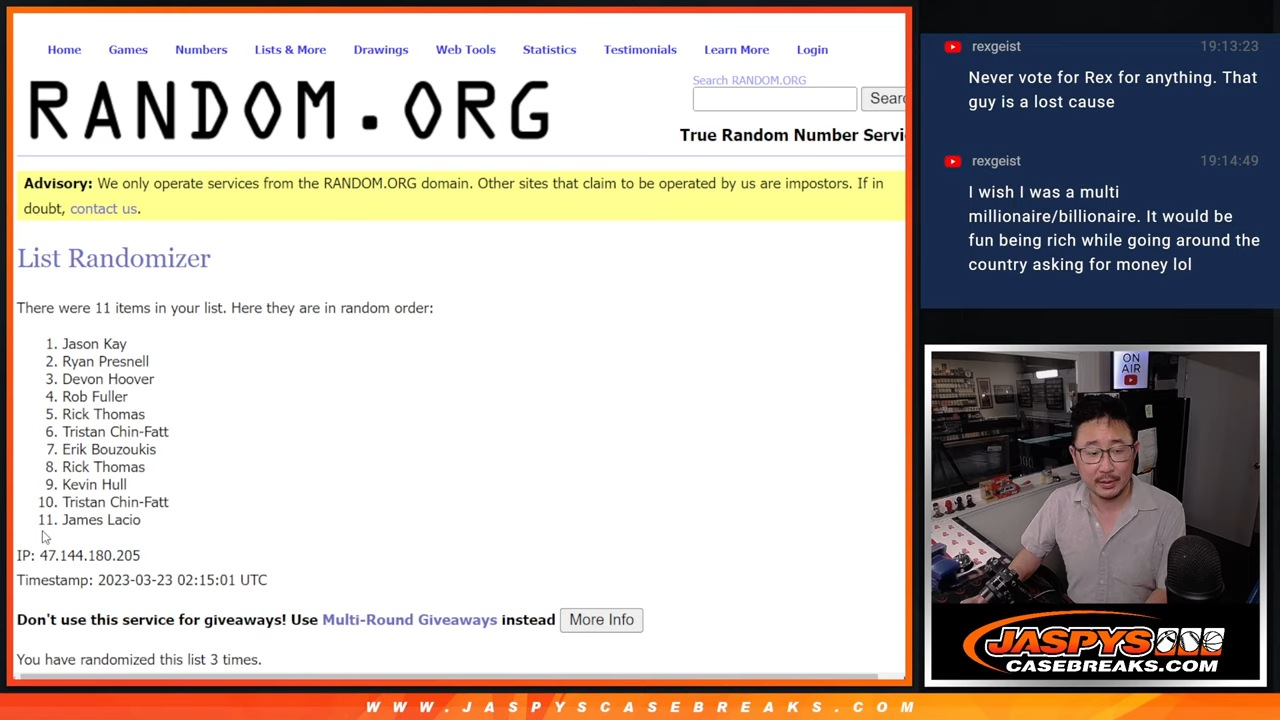 Home Games Numbers Lists & More Drawings Web Tools Statistics Testimonials Learn More Login
RANDOM.ORG
Search RANDOM.ORG
Searc
True Random Number Servi
Advisory: We only operate services from the RANDOM.ORG domain. Other sites that claim to be operated by us are impostors. If in
doubt, contact us.
List Randomizer
There were 11 items in your list. Here they are in random order:
1. Jason Kay
2. Ryan Presnell
3. Devon Hoover
4. Rob Fuller
5. Rick Thomas
6. Tristan Chin-Fatt
7. Erik Bouzoukis
8. Rick Thomas
9. Kevin Hull
10. Tristan Chin-Fatt
11. James Lacio
IP: 47.144.180.205
Timestamp: 2023-03-23 02:15:01 UTC
Don't use this service for giveaways! Use Multi-Round Giveaways instead More Info
You have randomized this list 3 times.
rexgeist 19:13:23
Never vote for Rex for anything. That
guy is a lost cause
rexgeist 19:14:49
I wish I was a multi
millionaire/billionaire. It would be
fun being rich while going around the
country asking for money lol
ON
AIR
JASPYS
CASEBREAKS.COM
WWW.JASPYSCASEBREAKS.COM